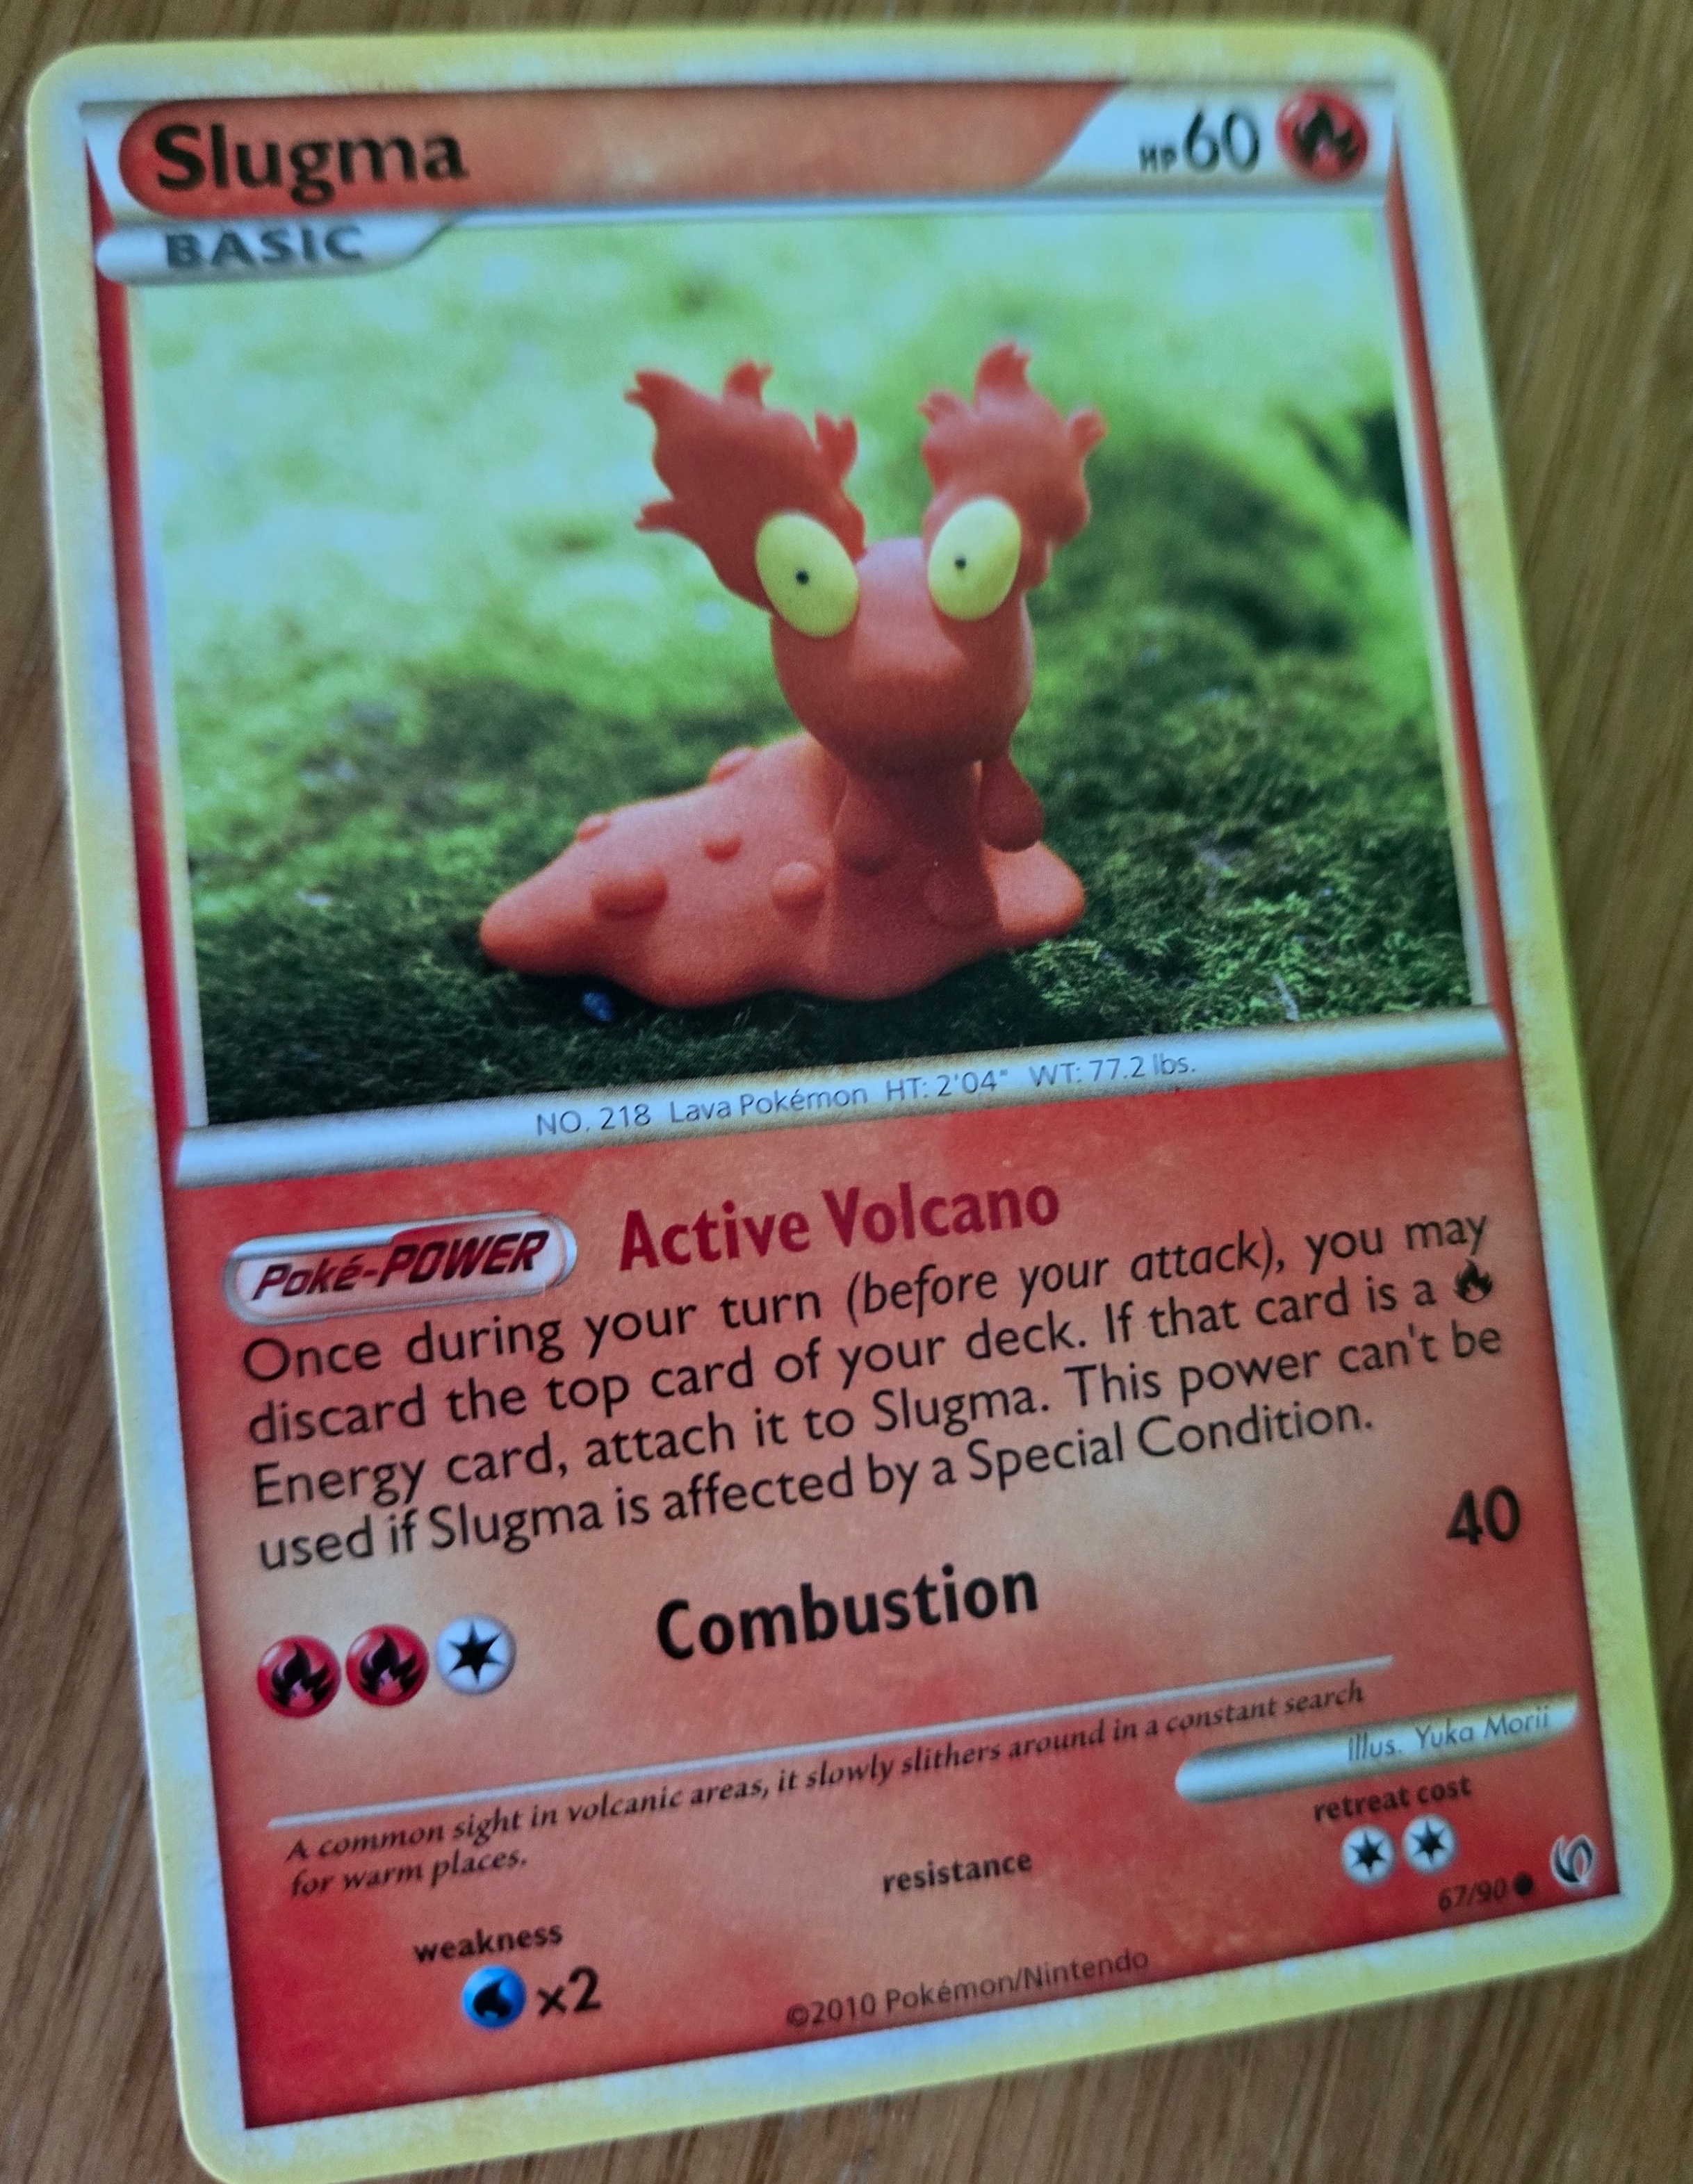 Slugma
HP 60
BASIC
NO. 218 Lava Pokémon HT: 2'04" WT: 77.2 lbs.
Poké-POWER Active Volcano
Once during your turn (before your attack), you may
discard the top card of your deck. If that card is a
Energy card, attach it to Slugma. This power can't be
used if Slugma is affected by a Special Condition.
Combustion 40
A common sight in volcanic areas, it slowly slithers around in a constant search
for warm places.
Illus. Yuka Morii
weakness
x2
resistance
retreat cost
67/90
©2010 Pokémon/Nintendo